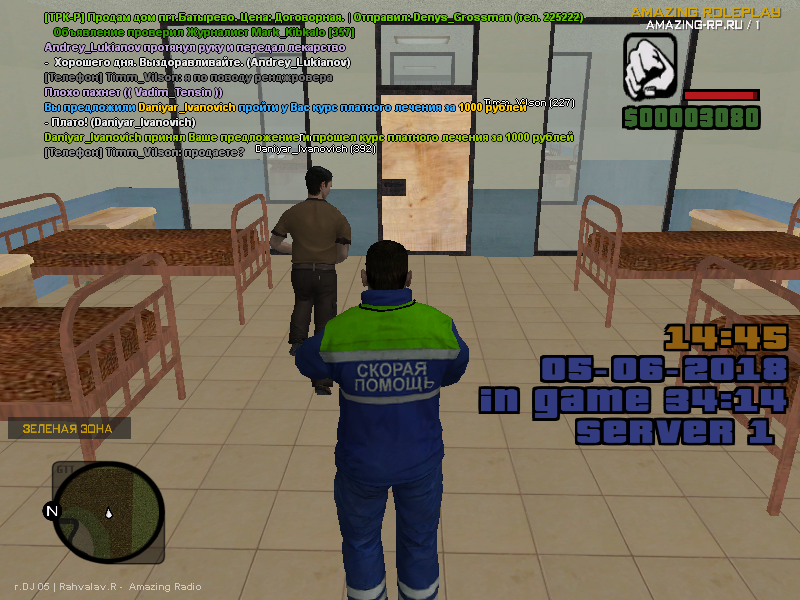 [ТРК-Р] Продам дом пгт.Батырево. Цена: Договорная. | Отправил: Denys_Grossman (тел. 225222)
Объявление проверил Журналист Mark_Kibkalo [357]
Andrey_Lukianov протянул руку и передал лекарство
- Хорошего дня. Выздоравливайте. (Andrey_Lukianov)
[Телефон] Timm_Vilson: я по поводу ренджровера
Плохо пахнет (( Vadim_Tensin ))
Вы предложили Daniyar_Ivanovich пройти у Вас курс платного лечения за 1000 рублей
- Плато! (Daniyar_Ivanovich)
Daniyar_Ivanovich принял Ваше предложение и прошел курс платного лечения за 1000 рублей
[Телефон] Timm_Vilson: продаете?
Timm_Vilson (227)
Daniyar_Ivanovich (392)
AMAZING ROLEPLAY
AMAZING-RP.RU / 1
$00003080
СКОРАЯ
ПОМОЩЬ
14:45
05-06-2018
in game 34:14
server 1
ЗЕЛЕНАЯ ЗОНА
N
r.DJ 05 | Rahvalav.R - Amazing Radio